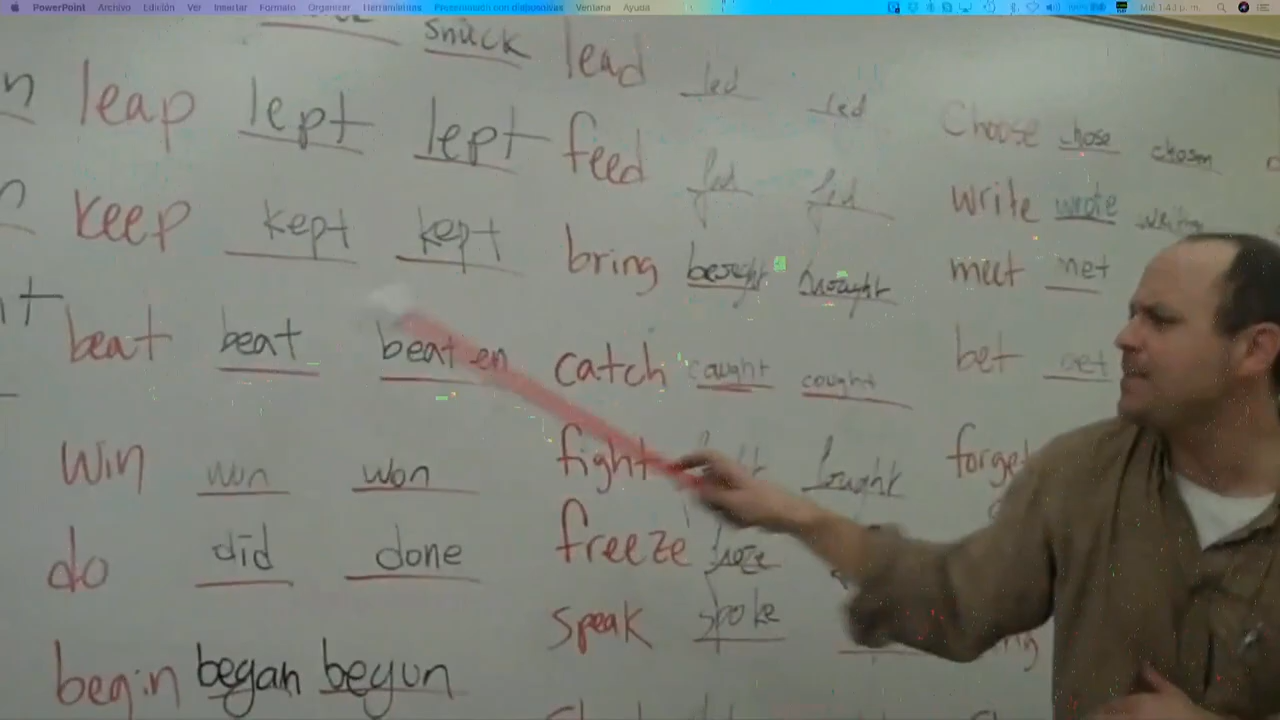 PowerPoint Archivo Edición Ver Insertar Formato Organizar Herramientas Presentación con diapositivas Ventana Ayuda
snuck
leap lept lept
keep kept kept
beat beat beaten
win won won
do did done
begin began begun
lead led led
feed fed fed
bring brought
catch caught caught
fight fought
freeze froze
speak spoke
Choose chose chosen
write wrote
meet met
bet bet
forget